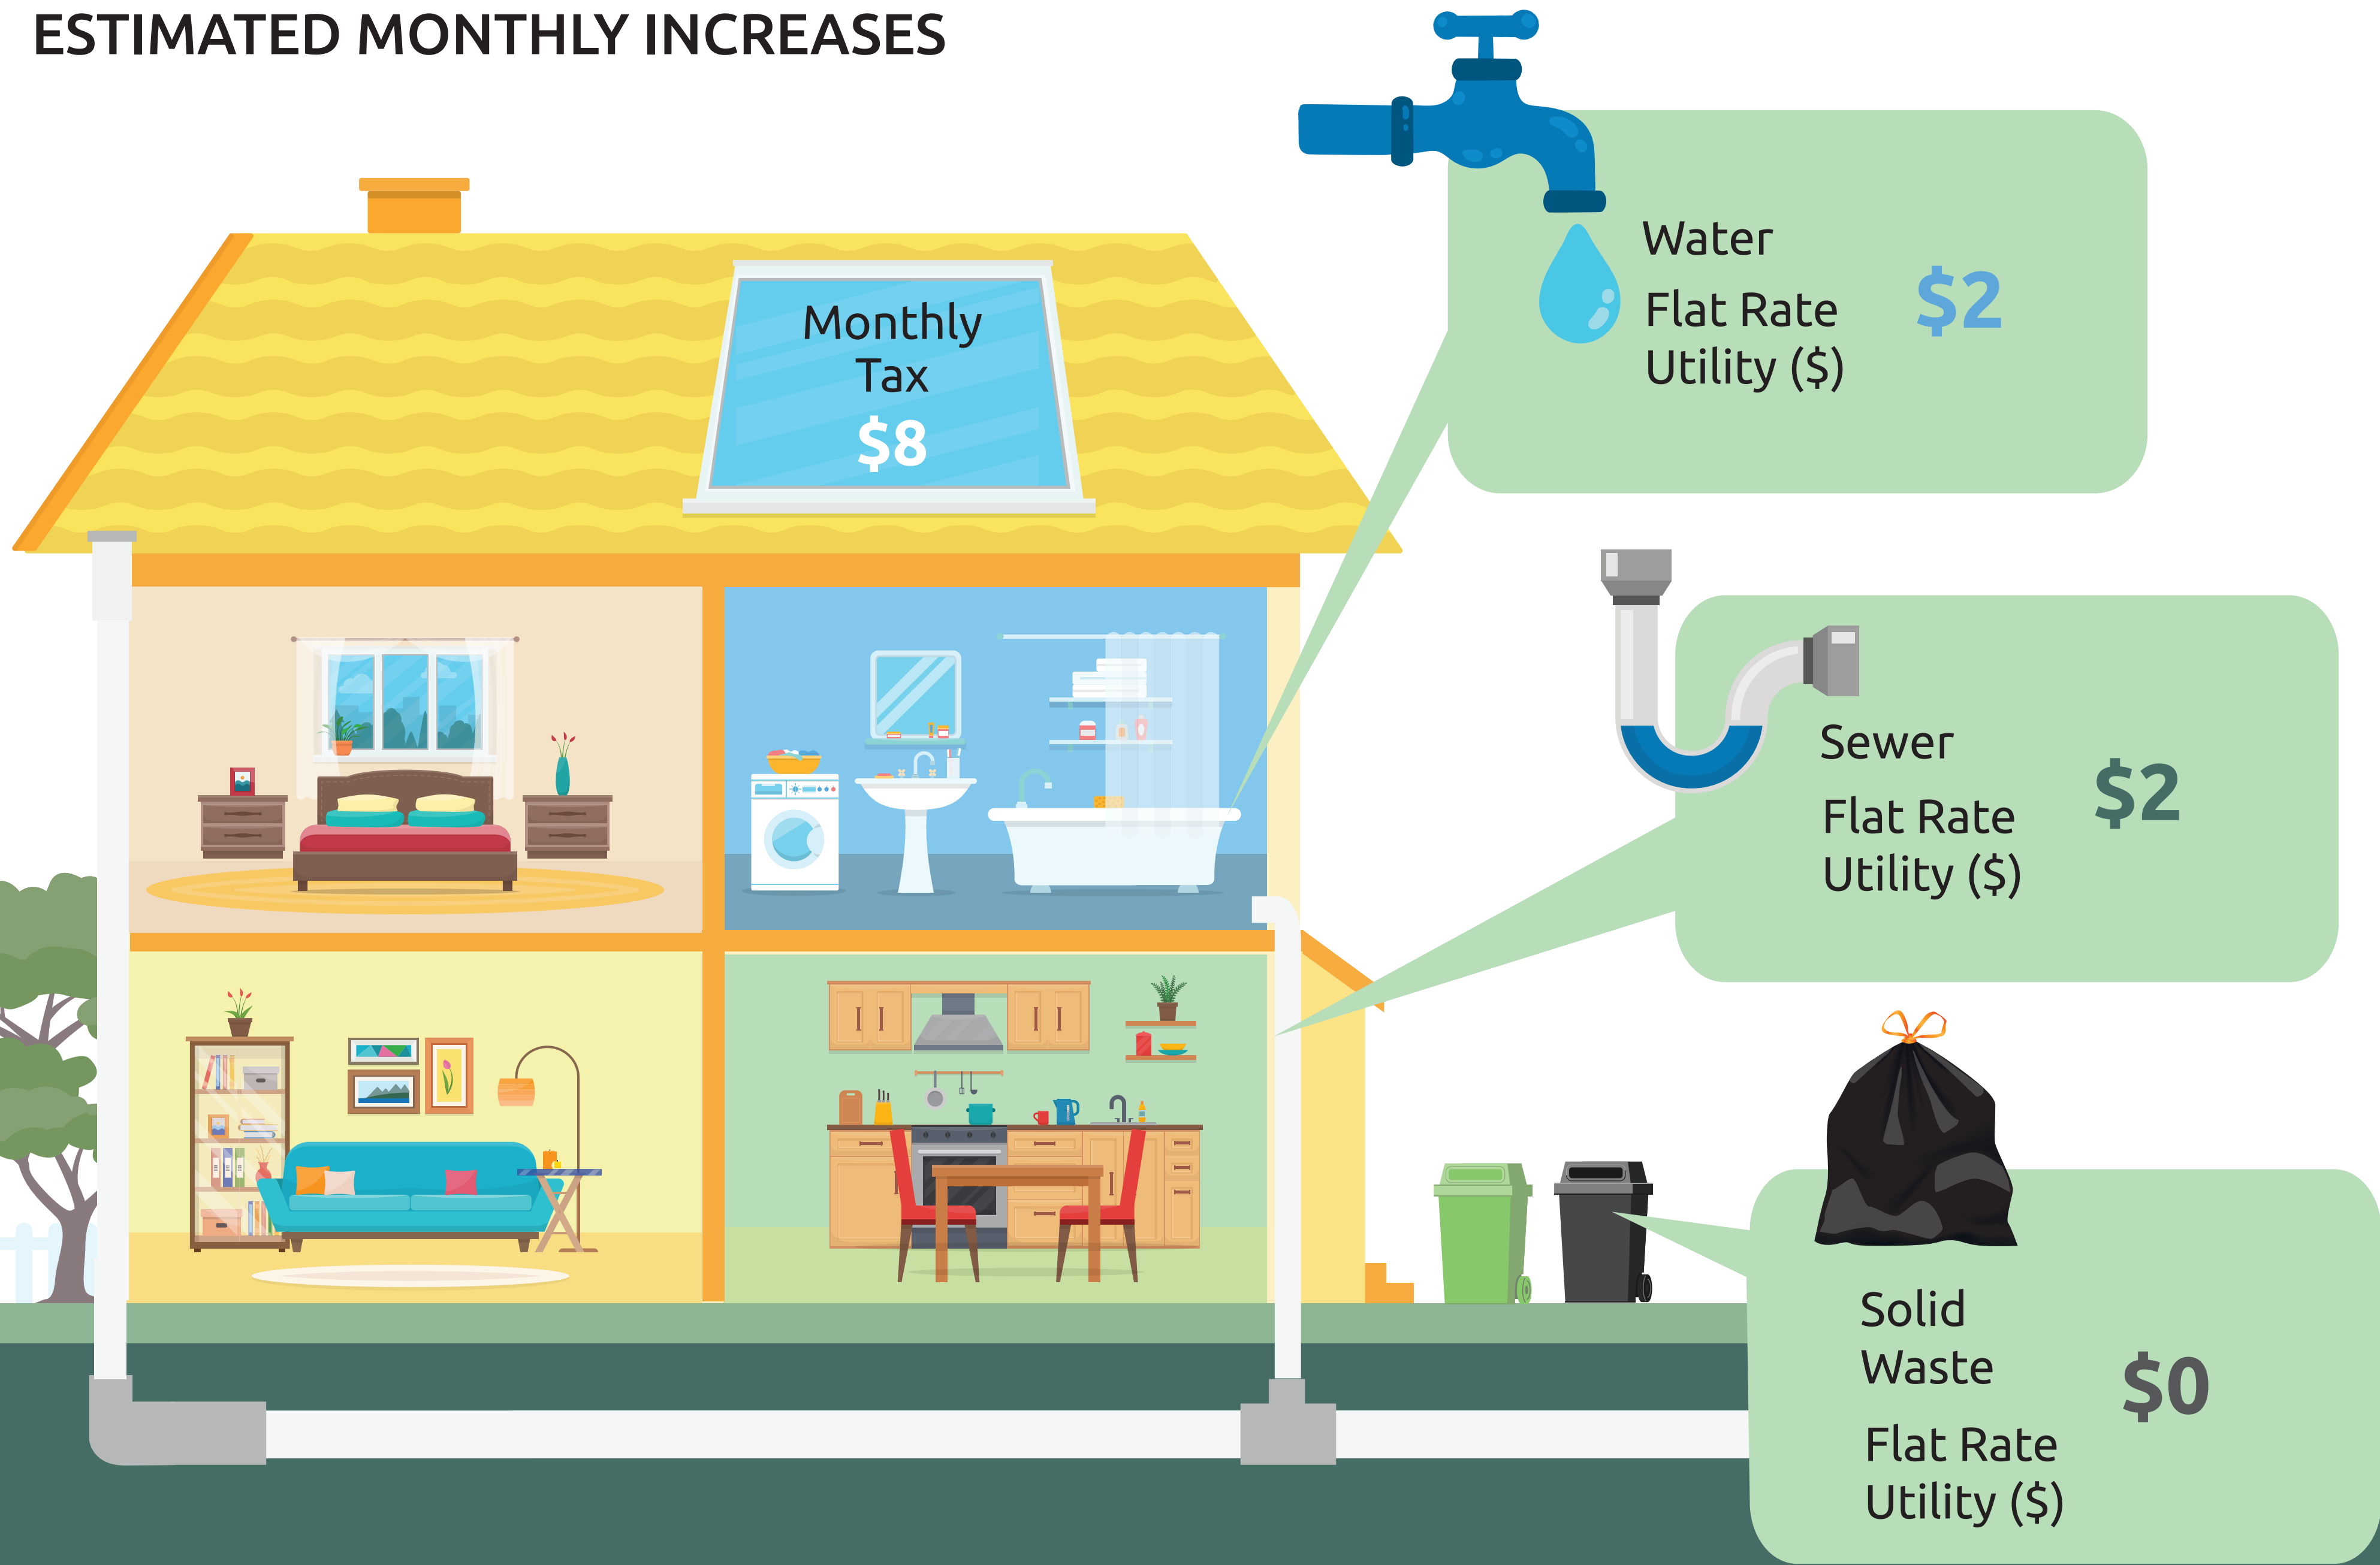 ESTIMATED MONTHLY INCREASES
Monthly
Tax
$8
Water
Flat Rate
Utility ($)
$2
Sewer
Flat Rate
Utility ($)
$2
Solid
Waste
Flat Rate
Utility ($)
$0